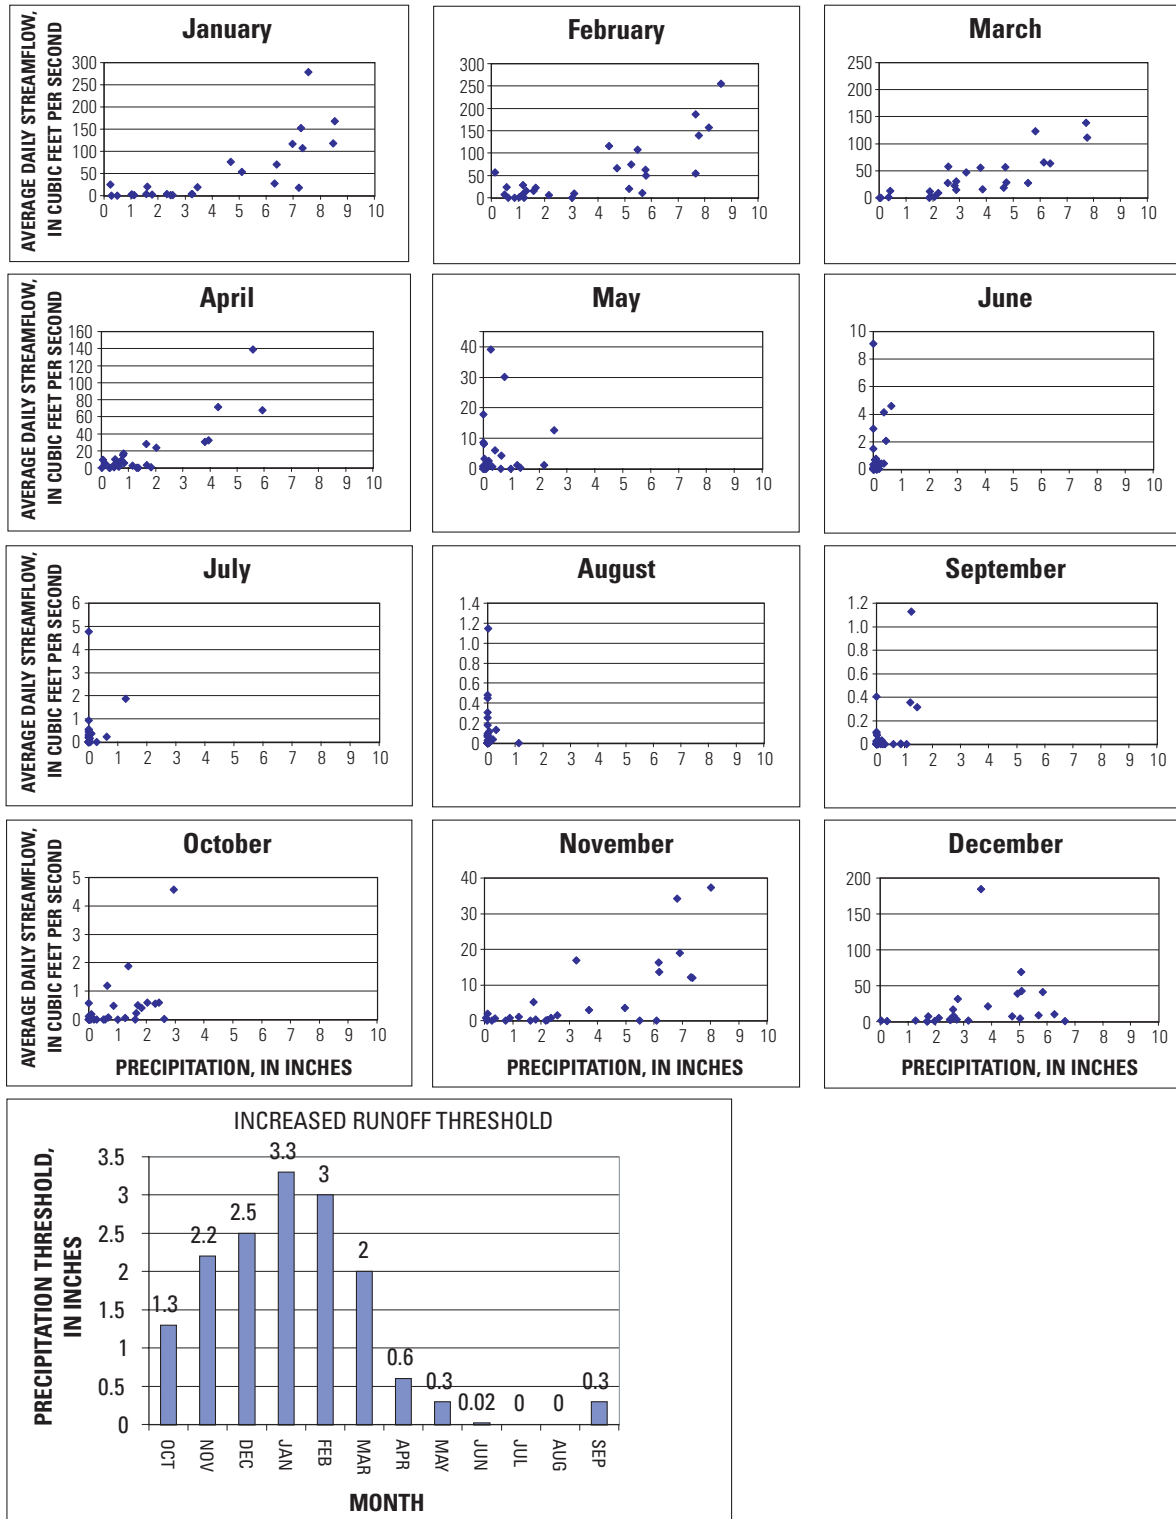 AVERAGE DAILY STREAMFLOW,
IN CUBIC FEET PER SECOND
January
300
250
200
150
100
50
0
0 1 2 3 4 5 6 7 8 9 10
February
300
250
200
150
100
50
0
0 1 2 3 4 5 6 7 8 9 10
March
250
200
150
100
50
0
0 1 2 3 4 5 6 7 8 9 10
AVERAGE DAILY STREAMFLOW,
IN CUBIC FEET PER SECOND
April
160
140
120
100
80
60
40
20
0
0 1 2 3 4 5 6 7 8 9 10
May
40
30
20
10
0
0 1 2 3 4 5 6 7 8 9 10
June
10
8
6
4
2
0
0 1 2 3 4 5 6 7 8 9 10
AVERAGE DAILY STREAMFLOW,
IN CUBIC FEET PER SECOND
July
6
5
4
3
2
1
0
0 1 2 3 4 5 6 7 8 9 10
August
1.4
1.2
1.0
0.8
0.6
0.4
0.2
0
0 1 2 3 4 5 6 7 8 9 10
September
1.2
1.0
0.8
0.6
0.4
0.2
0
0 1 2 3 4 5 6 7 8 9 10
AVERAGE DAILY STREAMFLOW,
IN CUBIC FEET PER SECOND
October
5
4
3
2
1
0
0 1 2 3 4 5 6 7 8 9 10
PRECIPITATION, IN INCHES
November
40
30
20
10
0
0 1 2 3 4 5 6 7 8 9 10
PRECIPITATION, IN INCHES
December
200
150
100
50
0
0 1 2 3 4 5 6 7 8 9 10
PRECIPITATION, IN INCHES
INCREASED RUNOFF THRESHOLD
PRECIPITATION THRESHOLD,
IN INCHES
3.5
3
2.5
2
1.5
1
0.5
0
1.3 2.2 2.5 3.3 3 2 0.6 0.3 0.02 0 0 0.3
OCT NOV DEC JAN FEB MAR APR MAY JUN JUL AUG SEP
MONTH